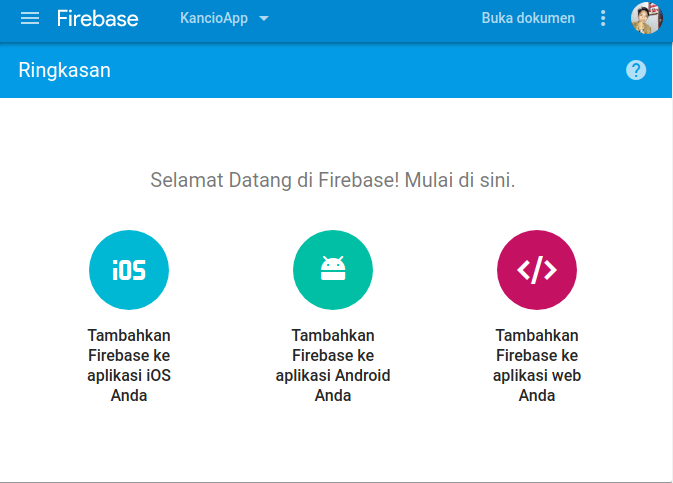 Firebase
KancioApp
Buka dokumen
Ringkasan
?
Selamat Datang di Firebase! Mulai di sini.
iOS
</>
Tambahkan
Firebase ke
aplikasi iOS
Anda
Tambahkan
Firebase ke
aplikasi Android
Anda
Tambahkan
Firebase ke
aplikasi web
Anda